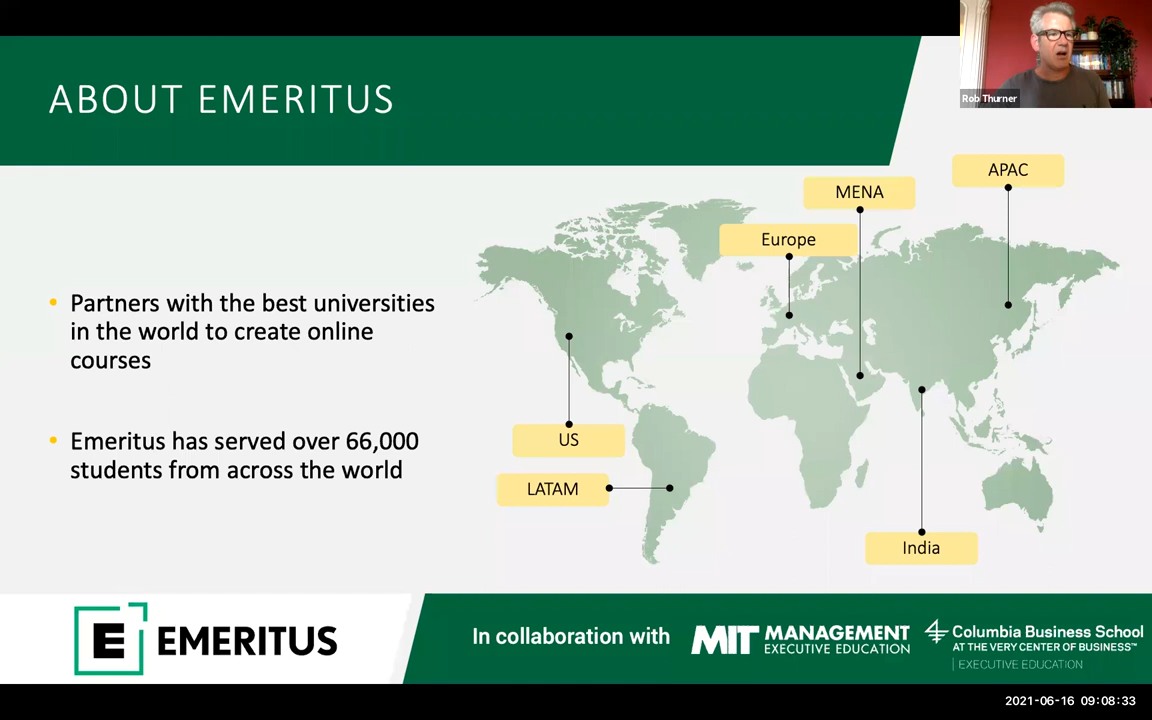 ABOUT EMERITUS
Rob Thurner
APAC
MENA
Europe
• Partners with the best universities
in the world to create online
courses
• Emeritus has served over 66,000
students from across the world
US
LATAM
India
E EMERITUS
In collaboration with
MIT MANAGEMENT
EXECUTIVE EDUCATION
Columbia Business School
AT THE VERY CENTER OF BUSINESS™
EXECUTIVE EDUCATION
2021-06-16 09:08:33